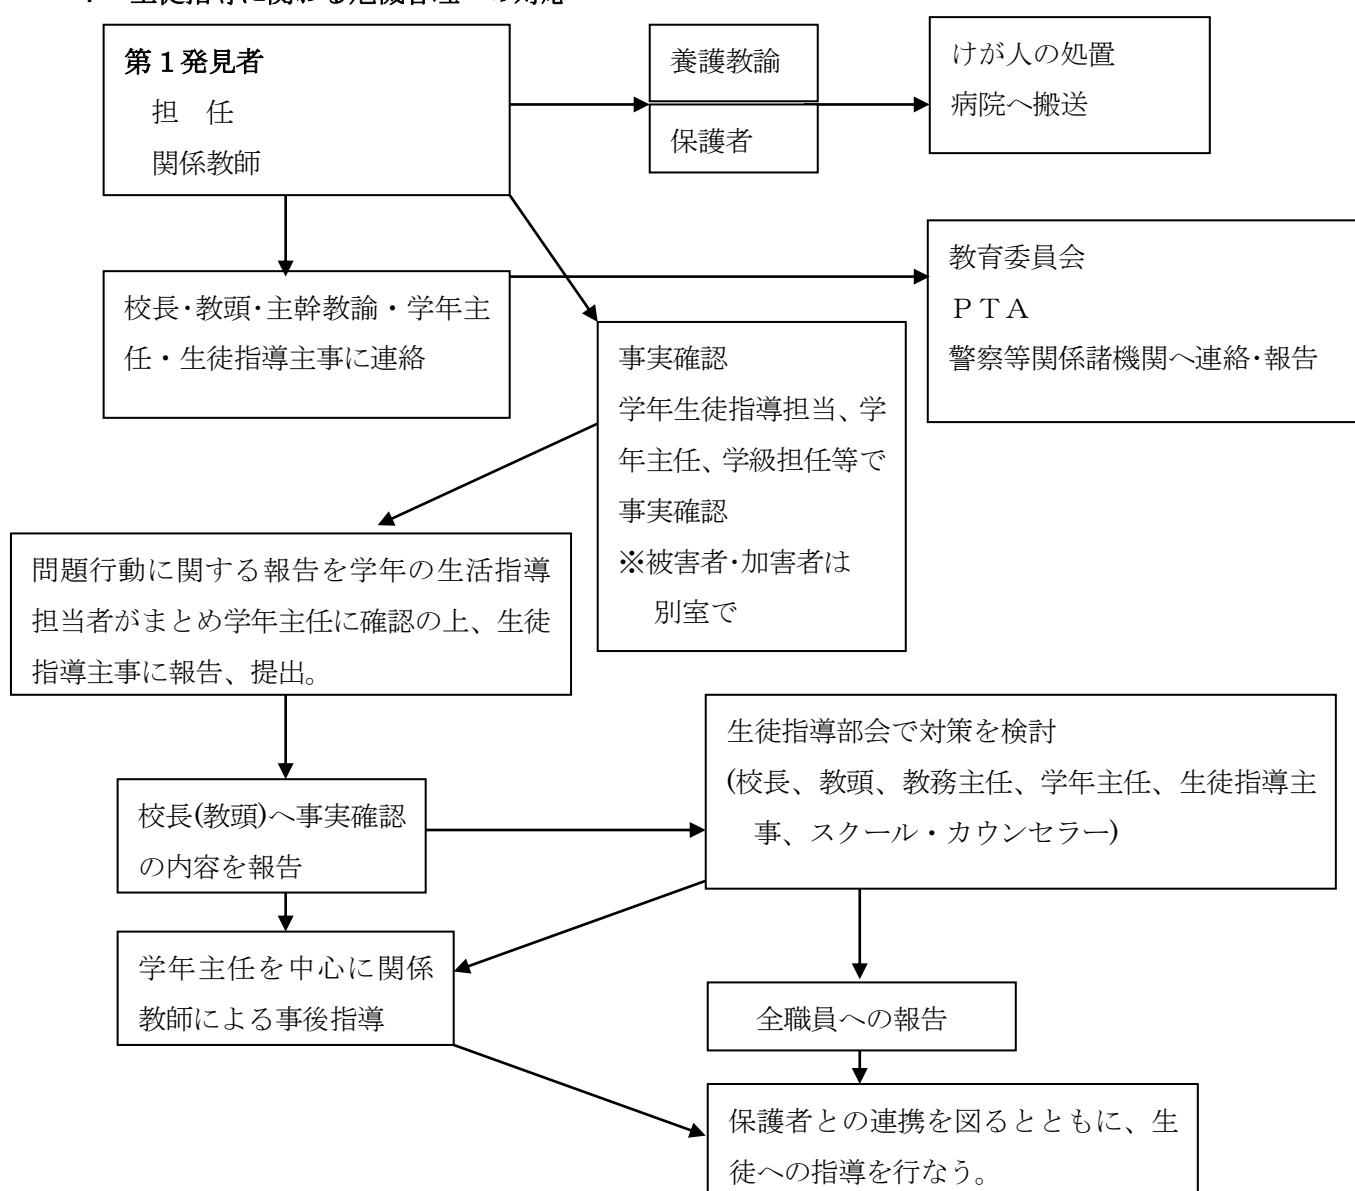 第1発見者
担　任
関係教師
養護教諭
保護者
けが人の処置
病院へ搬送
校長・教頭・主幹教諭・学年主
任・生徒指導主事に連絡
教育委員会
ＰＴＡ
警察等関係諸機関へ連絡・報告
事実確認
学年生徒指導担当、学
年主任、学級担任等で
事実確認
※被害者・加害者は
別室で
問題行動に関する報告を学年の生活指導
担当者がまとめ学年主任に確認の上、生徒
指導主事に報告、提出。
校長(教頭)へ事実確認
の内容を報告
生徒指導部会で対策を検討
(校長、教頭、教務主任、学年主任、生徒指導主
事、スクール・カウンセラー)
学年主任を中心に関係
教師による事後指導
全職員への報告
保護者との連携を図るとともに、生
徒への指導を行なう。